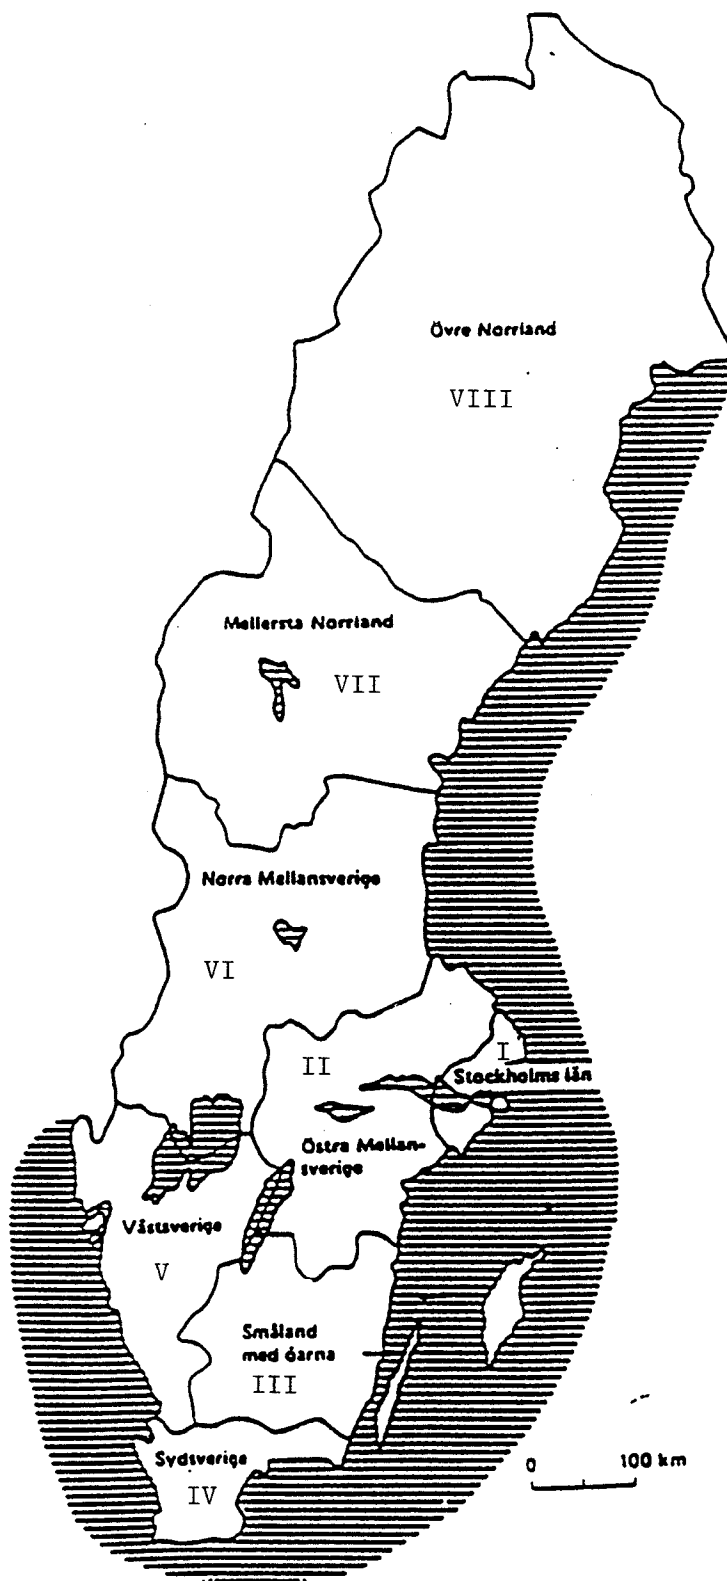 Övre Norrland
VIII
Mellersta Norrland
VII
Norra Mellansverige
VI
II
I
Stockholms län
Östra Mellan-
sverige
Västsverige
V
Småland
med öarna
III
Sydsverige
IV
0 100 km